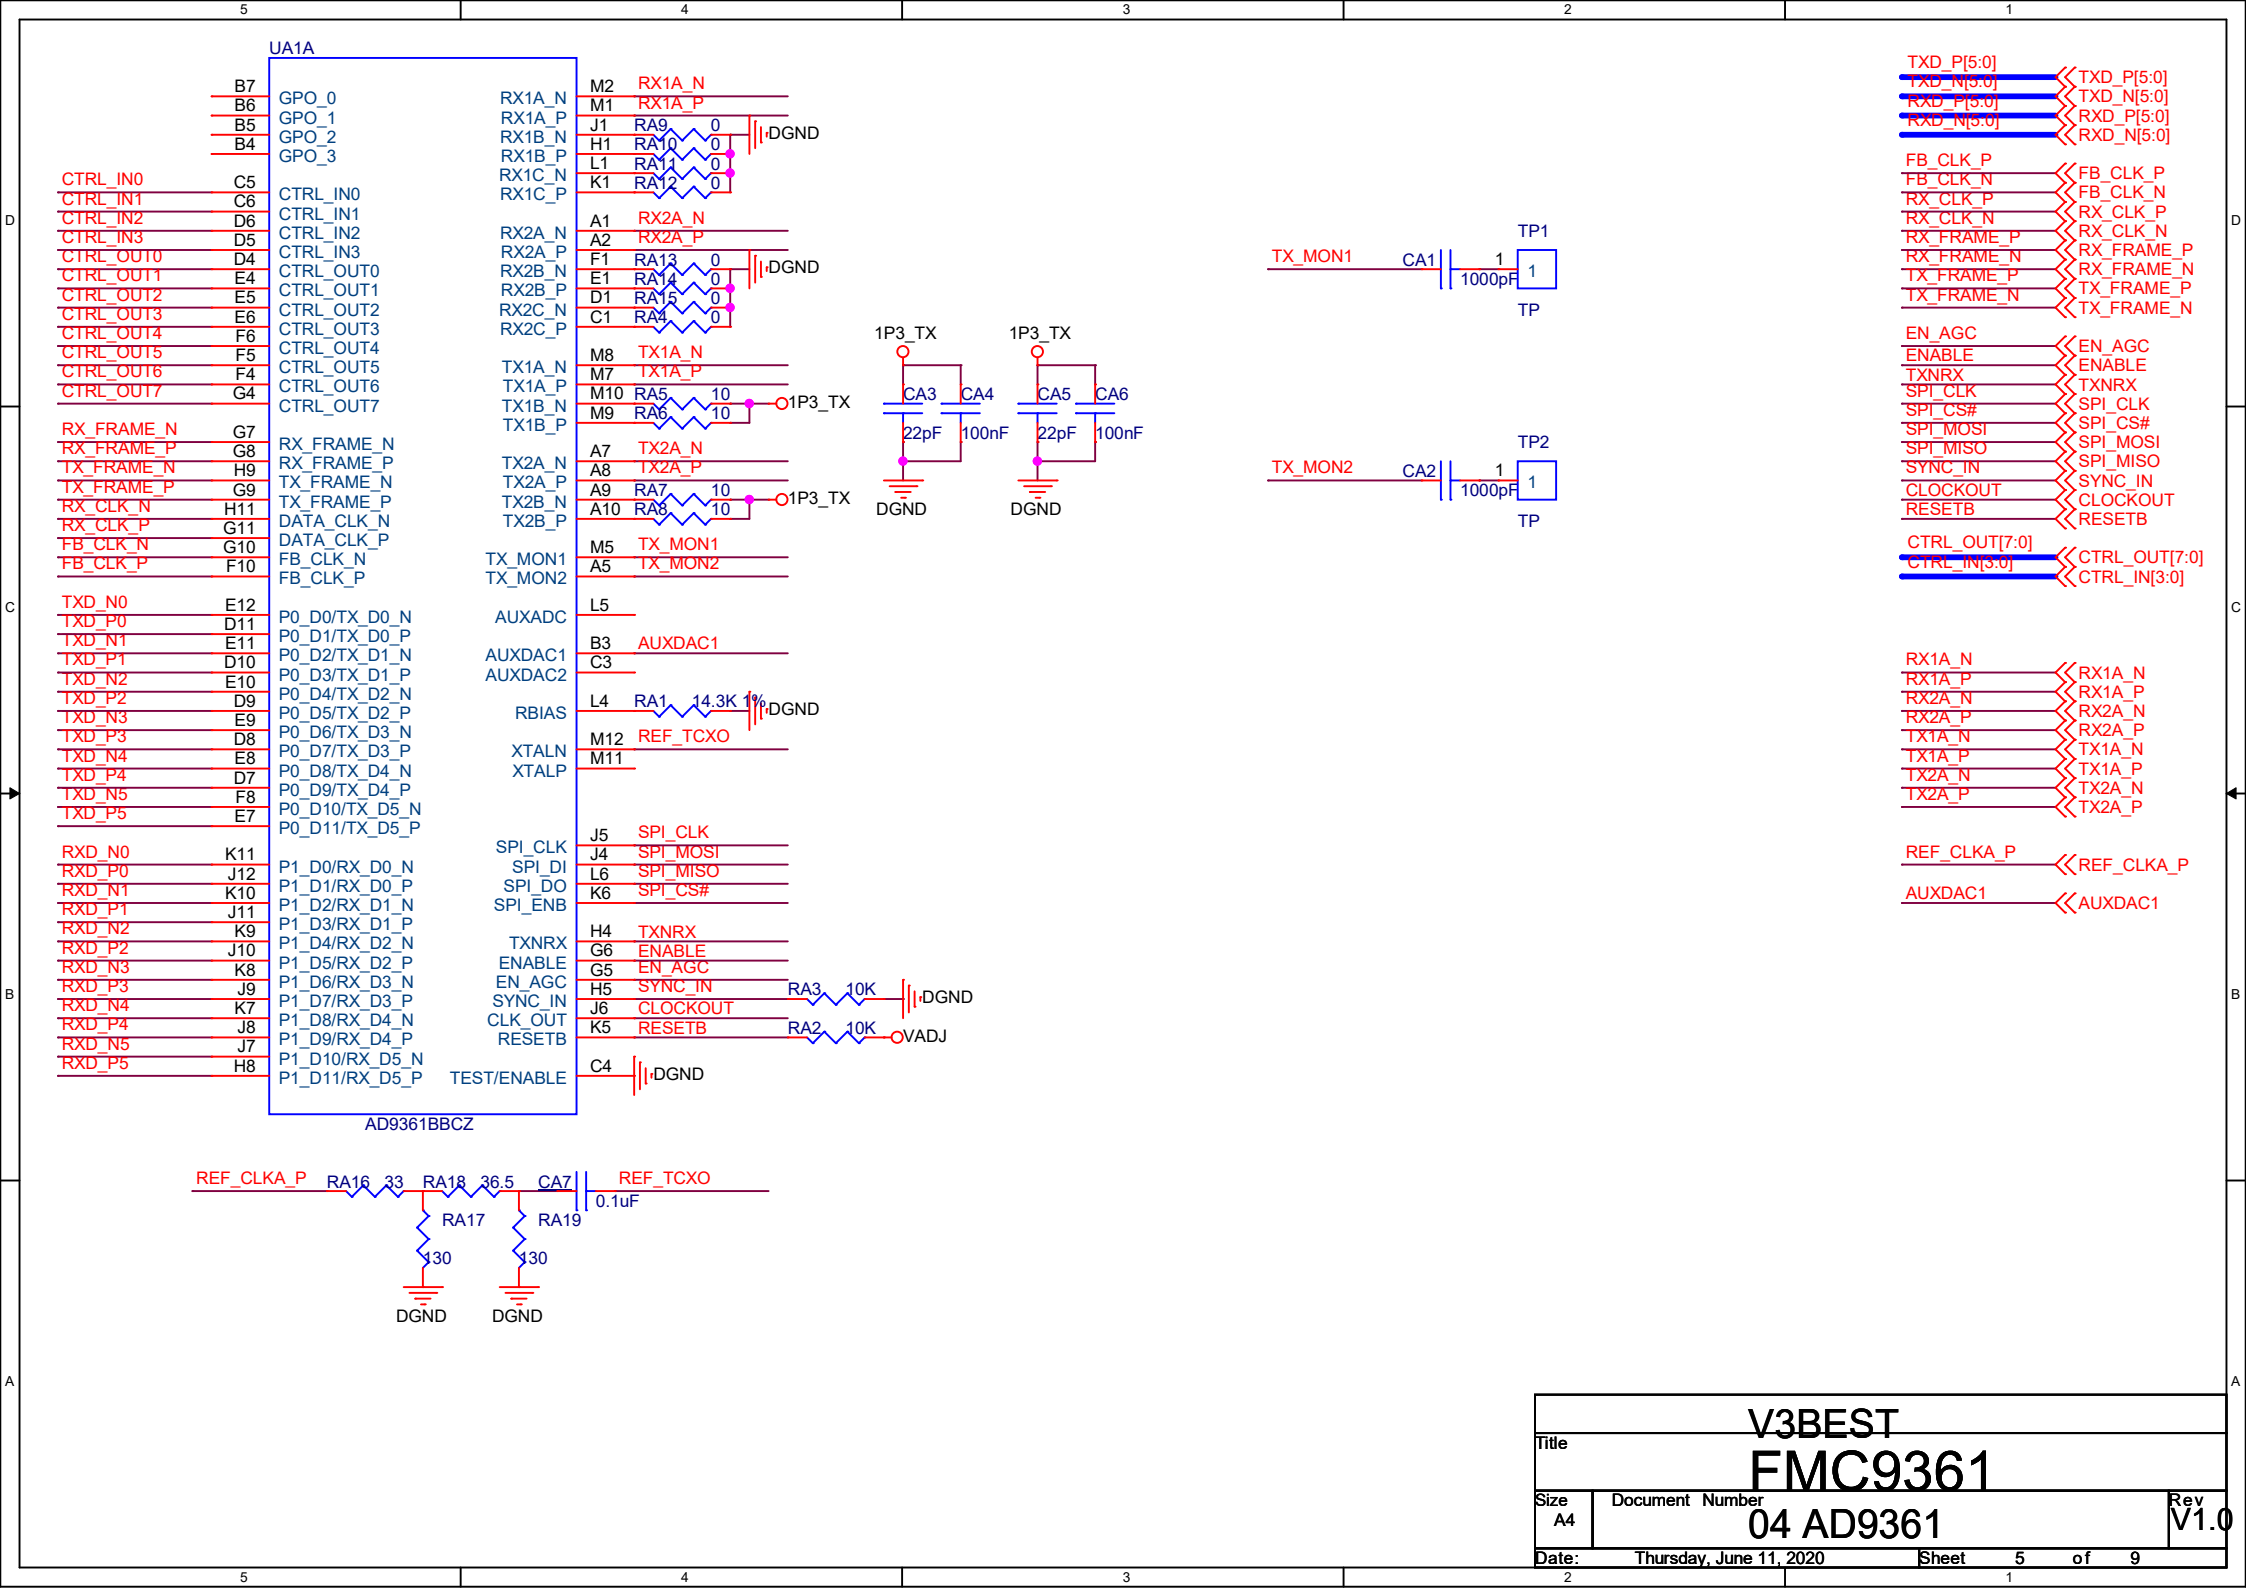 5 4 3 2 1
UA1A
B7 GPO_0
B6 GPO_1
B5 GPO_2
B4 GPO_3
CTRL_IN0 C5 CTRL_IN0
CTRL_IN1 C6 CTRL_IN1
CTRL_IN2 D6 CTRL_IN2
CTRL_IN3 D5 CTRL_IN3
CTRL_OUT0 D4 CTRL_OUT0
CTRL_OUT1 E4 CTRL_OUT1
CTRL_OUT2 E5 CTRL_OUT2
CTRL_OUT3 E6 CTRL_OUT3
CTRL_OUT4 F6 CTRL_OUT4
CTRL_OUT5 F5 CTRL_OUT5
CTRL_OUT6 F4 CTRL_OUT6
CTRL_OUT7 G4 CTRL_OUT7
RX_FRAME_N G7 RX_FRAME_N
RX_FRAME_P G8 RX_FRAME_P
TX_FRAME_N H9 TX_FRAME_N
TX_FRAME_P G9 TX_FRAME_P
RX_CLK_N H11 DATA_CLK_N
RX_CLK_P G11 DATA_CLK_P
FB_CLK_N G10 FB_CLK_N
FB_CLK_P F10 FB_CLK_P
TXD_N0 E12 P0_D0/TX_D0_N
TXD_P0 D11 P0_D1/TX_D0_P
TXD_N1 E11 P0_D2/TX_D1_N
TXD_P1 D10 P0_D3/TX_D1_P
TXD_N2 E10 P0_D4/TX_D2_N
TXD_P2 D9 P0_D5/TX_D2_P
TXD_N3 E9 P0_D6/TX_D3_N
TXD_P3 D8 P0_D7/TX_D3_P
TXD_N4 E8 P0_D8/TX_D4_N
TXD_P4 D7 P0_D9/TX_D4_P
TXD_N5 F8 P0_D10/TX_D5_N
TXD_P5 E7 P0_D11/TX_D5_P
RXD_N0 K11 P1_D0/RX_D0_N
RXD_P0 J12 P1_D1/RX_D0_P
RXD_N1 K10 P1_D2/RX_D1_N
RXD_P1 J11 P1_D3/RX_D1_P
RXD_N2 K9 P1_D4/RX_D2_N
RXD_P2 J10 P1_D5/RX_D2_P
RXD_N3 K8 P1_D6/RX_D3_N
RXD_P3 J9 P1_D7/RX_D3_P
RXD_N4 K7 P1_D8/RX_D4_N
RXD_P4 J8 P1_D9/RX_D4_P
RXD_N5 J7 P1_D10/RX_D5_N
RXD_P5 H8 P1_D11/RX_D5_P
RX1A_N M2 RX1A_N
RX1A_P M1 RX1A_P
RX1B_N J1 RA9 0 DGND
RX1B_P H1 RA10 0
RX1C_N L1 RA11 0
RX1C_P K1 RA12 0
RX2A_N A1 RX2A_N
RX2A_P A2 RX2A_P
RX2B_N F1 RA13 0 DGND
RX2B_P E1 RA14 0
RX2C_N D1 RA15 0
RX2C_P C1 RA4 0
TX1A_N M8 TX1A_N
TX1A_P M7 TX1A_P
TX1B_N M10 RA5 10 1P3_TX
TX1B_P M9 RA6 10
TX2A_N A7 TX2A_N
TX2A_P A8 TX2A_P
TX2B_N A9 RA7 10 1P3_TX
TX2B_P A10 RA8 10
TX_MON1 M5 TX_MON1
TX_MON2 A5 TX_MON2
AUXADC L5
AUXDAC1 B3 AUXDAC1
AUXDAC2 C3
RBIAS L4 RA1 14.3K 1% DGND
XTALN M12 REF_TCXO
XTALP M11
SPI_CLK J5 SPI_CLK
SPI_DI J4 SPI_MOSI
SPI_DO L6 SPI_MISO
SPI_ENB K6 SPI_CS#
TXNRX H4 TXNRX
ENABLE G6 ENABLE
EN_AGC G5 EN_AGC
SYNC_IN H5 SYNC_IN RA3 10K DGND
CLK_OUT J6 CLOCKOUT
RESETB K5 RESETB RA2 10K VADJ
TEST/ENABLE C4 DGND
AD9361BBCZ
1P3_TX 1P3_TX
CA3 CA4 CA5 CA6
22pF 100nF 22pF 100nF
DGND DGND
TP1
TX_MON1 CA1 1000pF 1 1
TP
TP2
TX_MON2 CA2 1000pF 1 1
TP
TXD_P[5:0] TXD_P[5:0]
TXD_N[5:0] TXD_N[5:0]
RXD_P[5:0] RXD_P[5:0]
RXD_N[5:0] RXD_N[5:0]
FB_CLK_P FB_CLK_P
FB_CLK_N FB_CLK_N
RX_CLK_P RX_CLK_P
RX_CLK_N RX_CLK_N
RX_FRAME_P RX_FRAME_P
RX_FRAME_N RX_FRAME_N
TX_FRAME_P TX_FRAME_P
TX_FRAME_N TX_FRAME_N
EN_AGC EN_AGC
ENABLE ENABLE
TXNRX TXNRX
SPI_CLK SPI_CLK
SPI_CS# SPI_CS#
SPI_MOSI SPI_MOSI
SPI_MISO SPI_MISO
SYNC_IN SYNC_IN
CLOCKOUT CLOCKOUT
RESETB RESETB
CTRL_OUT[7:0] CTRL_OUT[7:0]
CTRL_IN[3:0] CTRL_IN[3:0]
RX1A_N RX1A_N
RX1A_P RX1A_P
RX2A_N RX2A_N
RX2A_P RX2A_P
TX1A_N TX1A_N
TX1A_P TX1A_P
TX2A_N TX2A_N
TX2A_P TX2A_P
REF_CLKA_P REF_CLKA_P
AUXDAC1 AUXDAC1
REF_CLKA_P RA16 33 RA18 36.5 CA7 0.1uF REF_TCXO
RA17 RA19
130 130
DGND DGND
D D
C C
B B
A A
V3BEST
Title
FMC9361
Size Document Number Rev
A4 04 AD9361 V1.0
Date: Thursday, June 11, 2020 Sheet 5 of 9
5 4 3 2 1